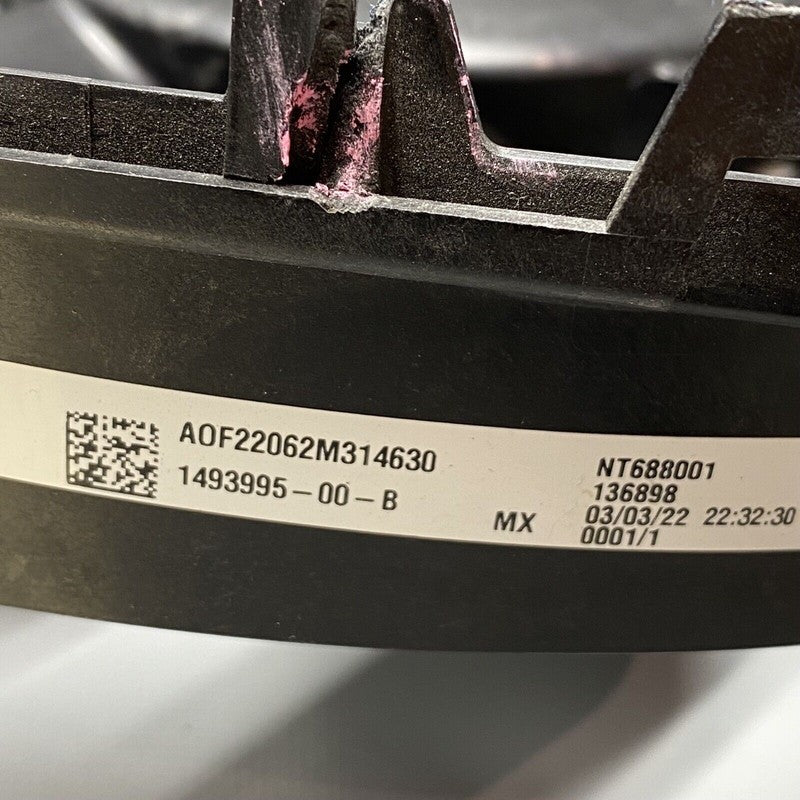 AOF22062M314630
1493995-00-B
MX
NT688001
136898
03/03/22 22:32:30
0001/1